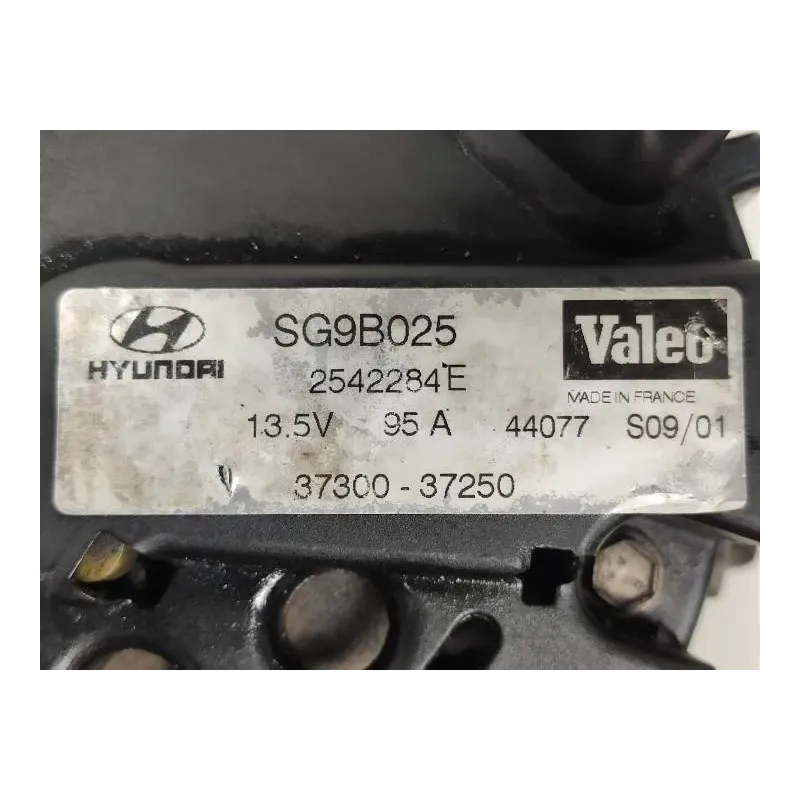 HYUNDAI SG9B025 Valeo
2542284E MADE IN FRANCE
13.5V 95 A 44077 S09/01
37300-37250